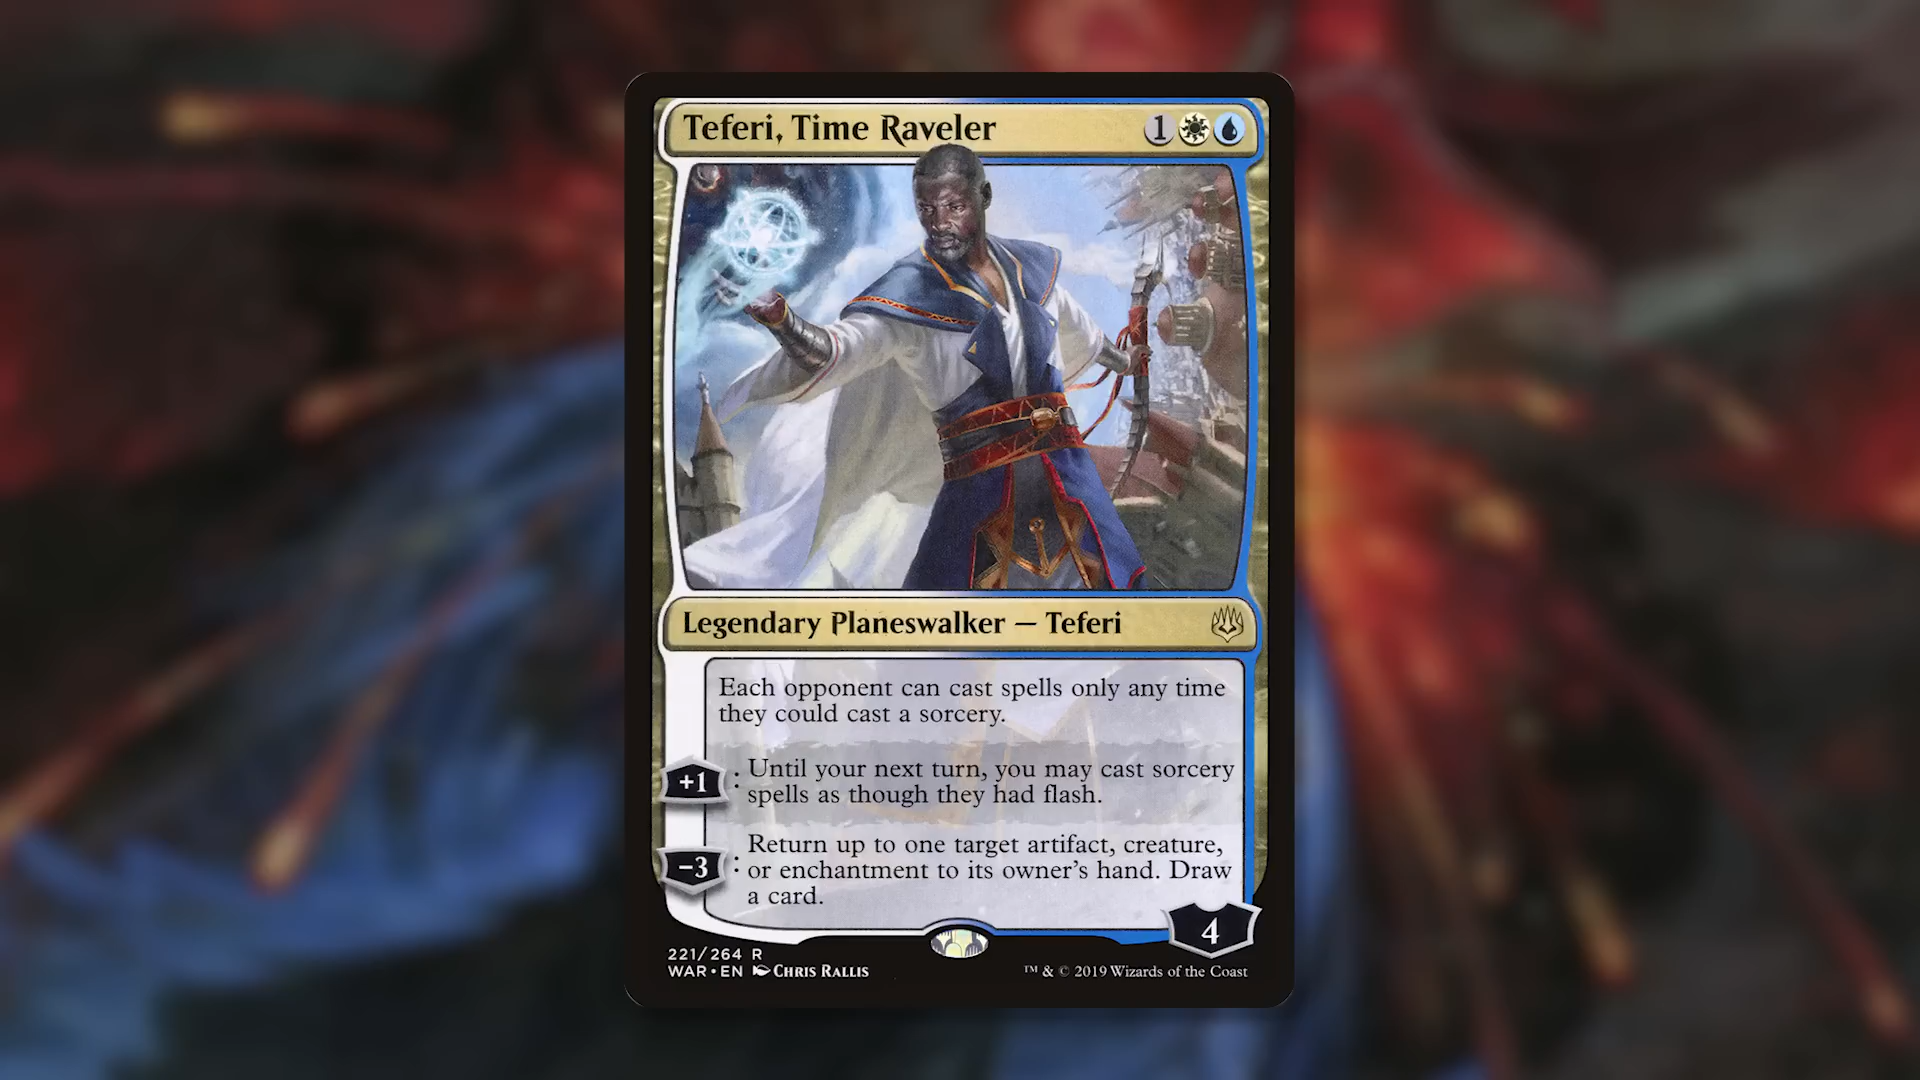 Teferi, Time Raveler 1
Legendary Planeswalker — Teferi
Each opponent can cast spells only any time
they could cast a sorcery.
+1: Until your next turn, you may cast sorcery
spells as though they had flash.
−3: Return up to one target artifact, creature,
or enchantment to its owner's hand. Draw
a card.
4
221/264 R
WAR • EN Chris Rallis
™ & © 2019 Wizards of the Coast